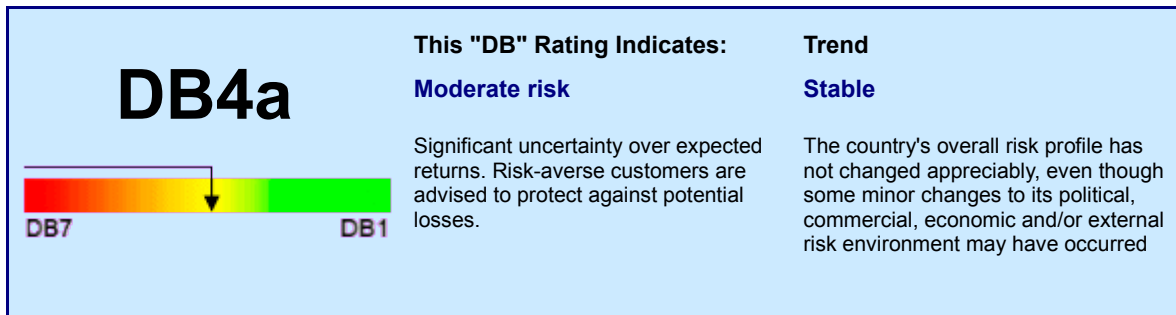 DB4a
DB7
DB1
This "DB" Rating Indicates:
Moderate risk
Significant uncertainty over expected
returns. Risk-averse customers are
advised to protect against potential
losses.
Trend
Stable
The country's overall risk profile has
not changed appreciably, even though
some minor changes to its political,
commercial, economic and/or external
risk environment may have occurred